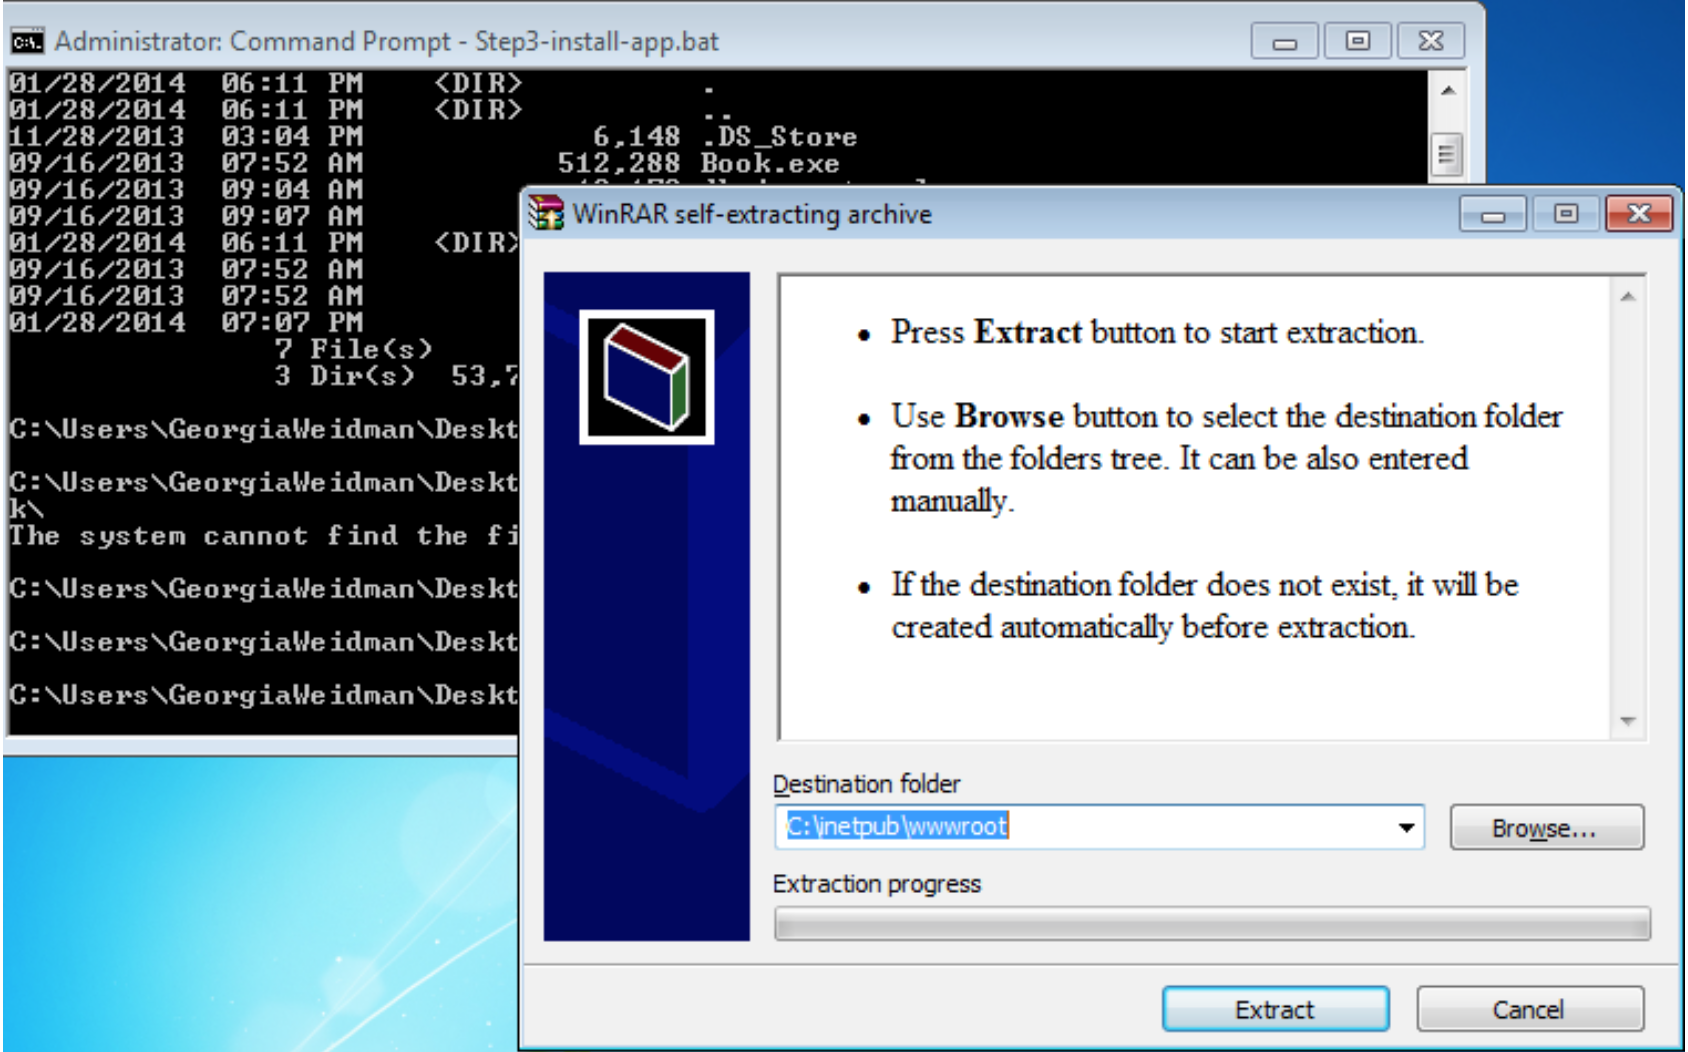 Administrator: Command Prompt - Step3-install-app.bat
01/28/2014 06:11 PM <DIR> .
01/28/2014 06:11 PM <DIR> ..
11/28/2013 03:04 PM 6,148 .DS_Store
09/16/2013 07:52 AM 512,288 Book.exe
09/16/2013 09:04 AM
09/16/2013 09:07 AM
01/28/2014 06:11 PM <DIR>
09/16/2013 07:52 AM
09/16/2013 07:52 AM
01/28/2014 07:07 PM
7 File(s)
3 Dir(s) 53,7
C:\Users\GeorgiaWeidman\Deskt
C:\Users\GeorgiaWeidman\Deskt
k\
The system cannot find the fi
C:\Users\GeorgiaWeidman\Deskt
C:\Users\GeorgiaWeidman\Deskt
C:\Users\GeorgiaWeidman\Deskt
WinRAR self-extracting archive
• Press Extract button to start extraction.
• Use Browse button to select the destination folder
from the folders tree. It can be also entered
manually.
• If the destination folder does not exist, it will be
created automatically before extraction.
Destination folder
C:\inetpub\wwwroot
Browse...
Extraction progress
Extract
Cancel